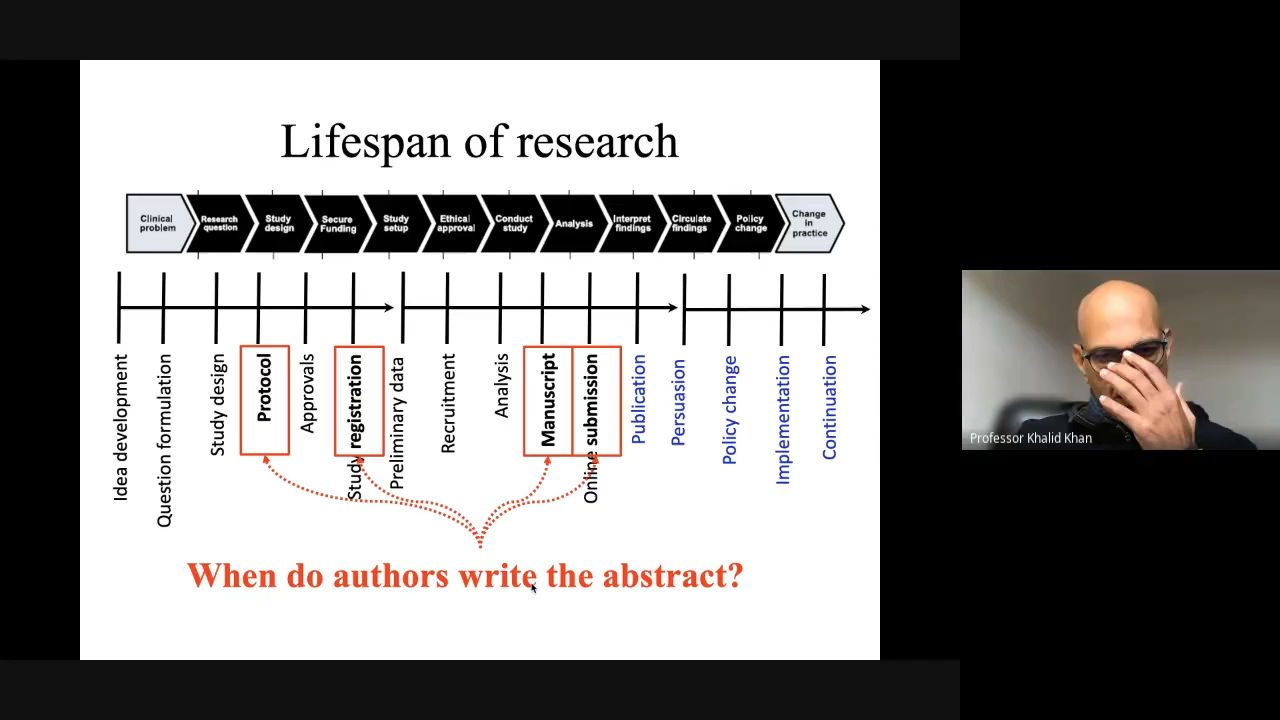 Lifespan of research
Clinical
problem
Research
question
Study
design
Secure
Funding
Study
setup
Ethical
approval
Conduct
study
Analysis
Interpret
findings
Circulate
findings
Policy
change
Change
in
practice
Idea development
Question formulation
Study design
Protocol
Approvals
Study registration
Preliminary data
Recruitment
Analysis
Manuscript
Online submission
Publication
Persuasion
Policy change
Implementation
Continuation
When do authors write the abstract?
Professor Khalid Khan